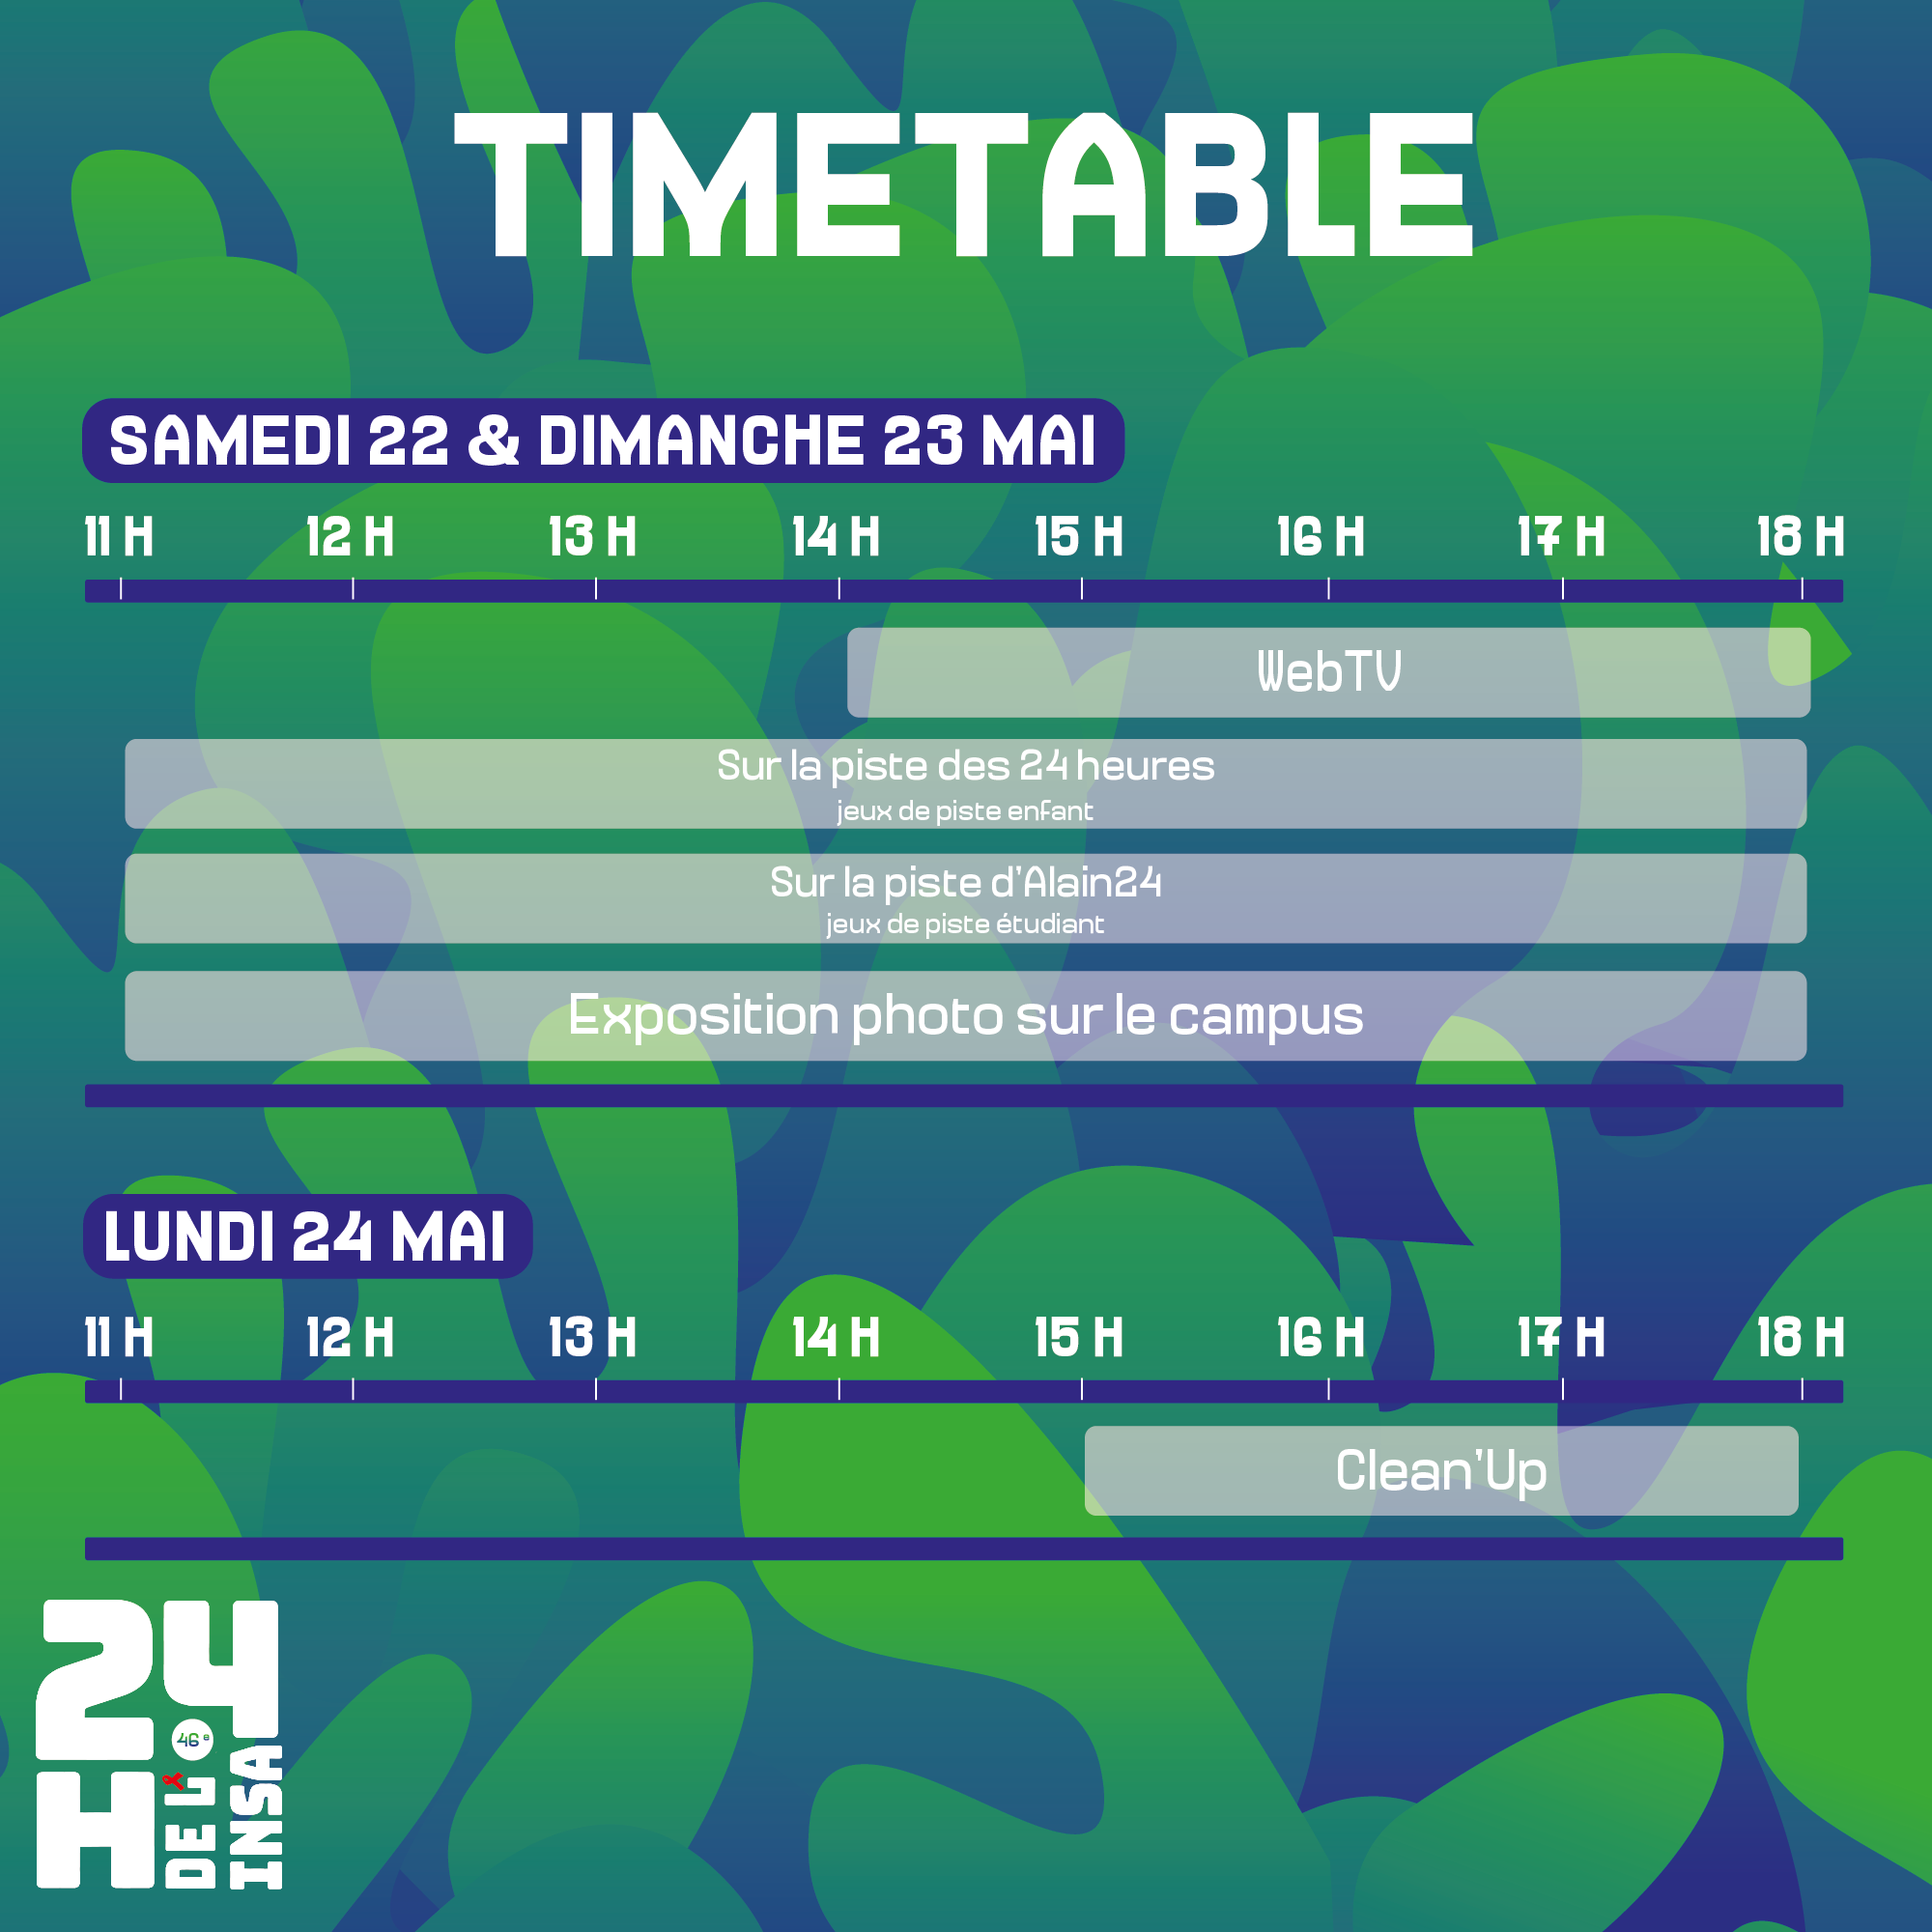 TIMETABLE
SAMEDI 22 & DIMANCHE 23 MAI
11 H 12 H 13 H 14 H 15 H 16 H 17 H 18 H
WebTV
Sur la piste des 24 heures
jeux de piste enfant
Sur la piste d'Alain24
jeux de piste étudiant
Exposition photo sur le campus
LUNDI 24 MAI
11 H 12 H 13 H 14 H 15 H 16 H 17 H 18 H
Clean'Up
24
46e
H
DE L'
INSA